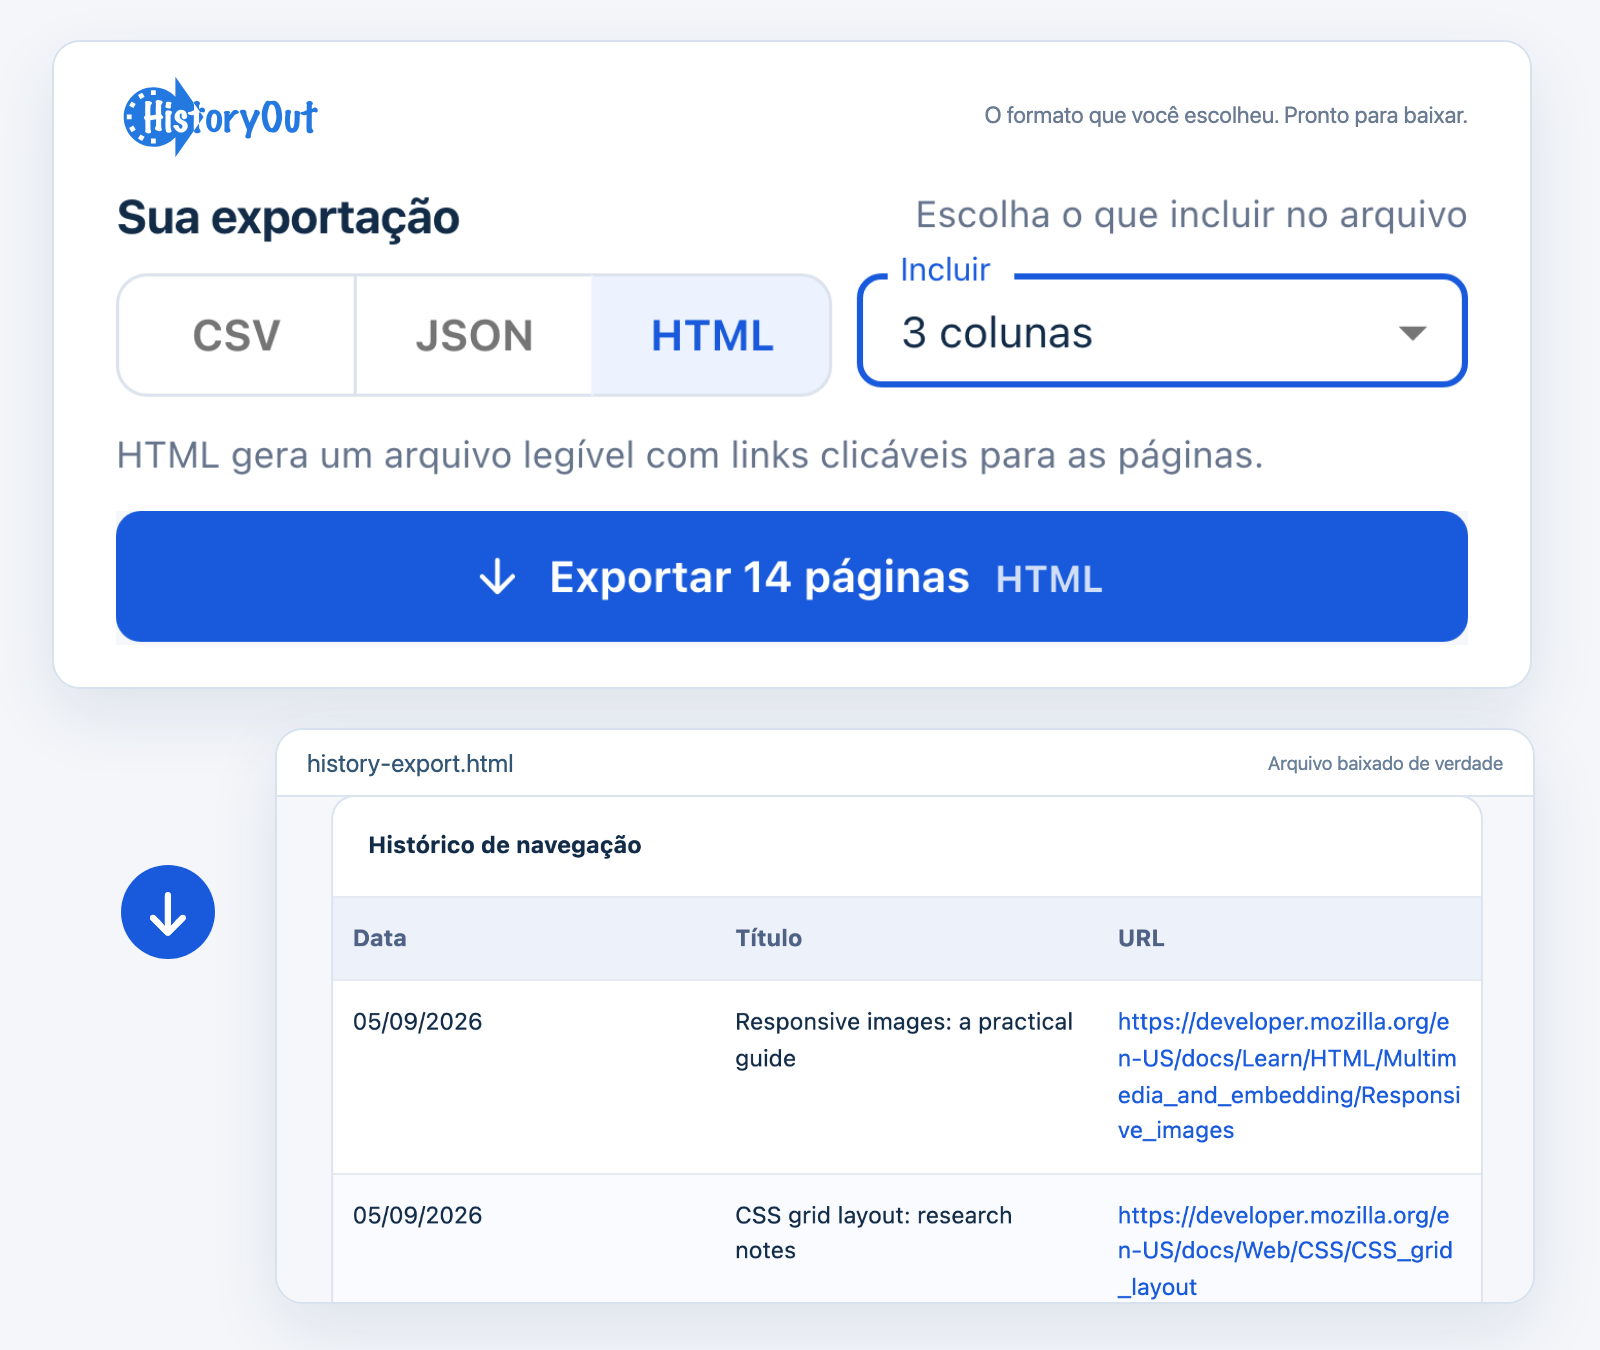 HistoryOut
O formato que você escolheu. Pronto para baixar.
Sua exportação
Escolha o que incluir no arquivo
Incluir
CSV
JSON
HTML
3 colunas
HTML gera um arquivo legível com links clicáveis para as páginas.
Exportar 14 páginas HTML
history-export.html
Arquivo baixado de verdade
Histórico de navegação
Data
Título
URL
05/09/2026
Responsive images: a practical
guide
https://developer.mozilla.org/e
n-US/docs/Learn/HTML/Multim
edia_and_embedding/Responsi
ve_images
05/09/2026
CSS grid layout: research
notes
https://developer.mozilla.org/e
n-US/docs/Web/CSS/CSS_grid
_layout